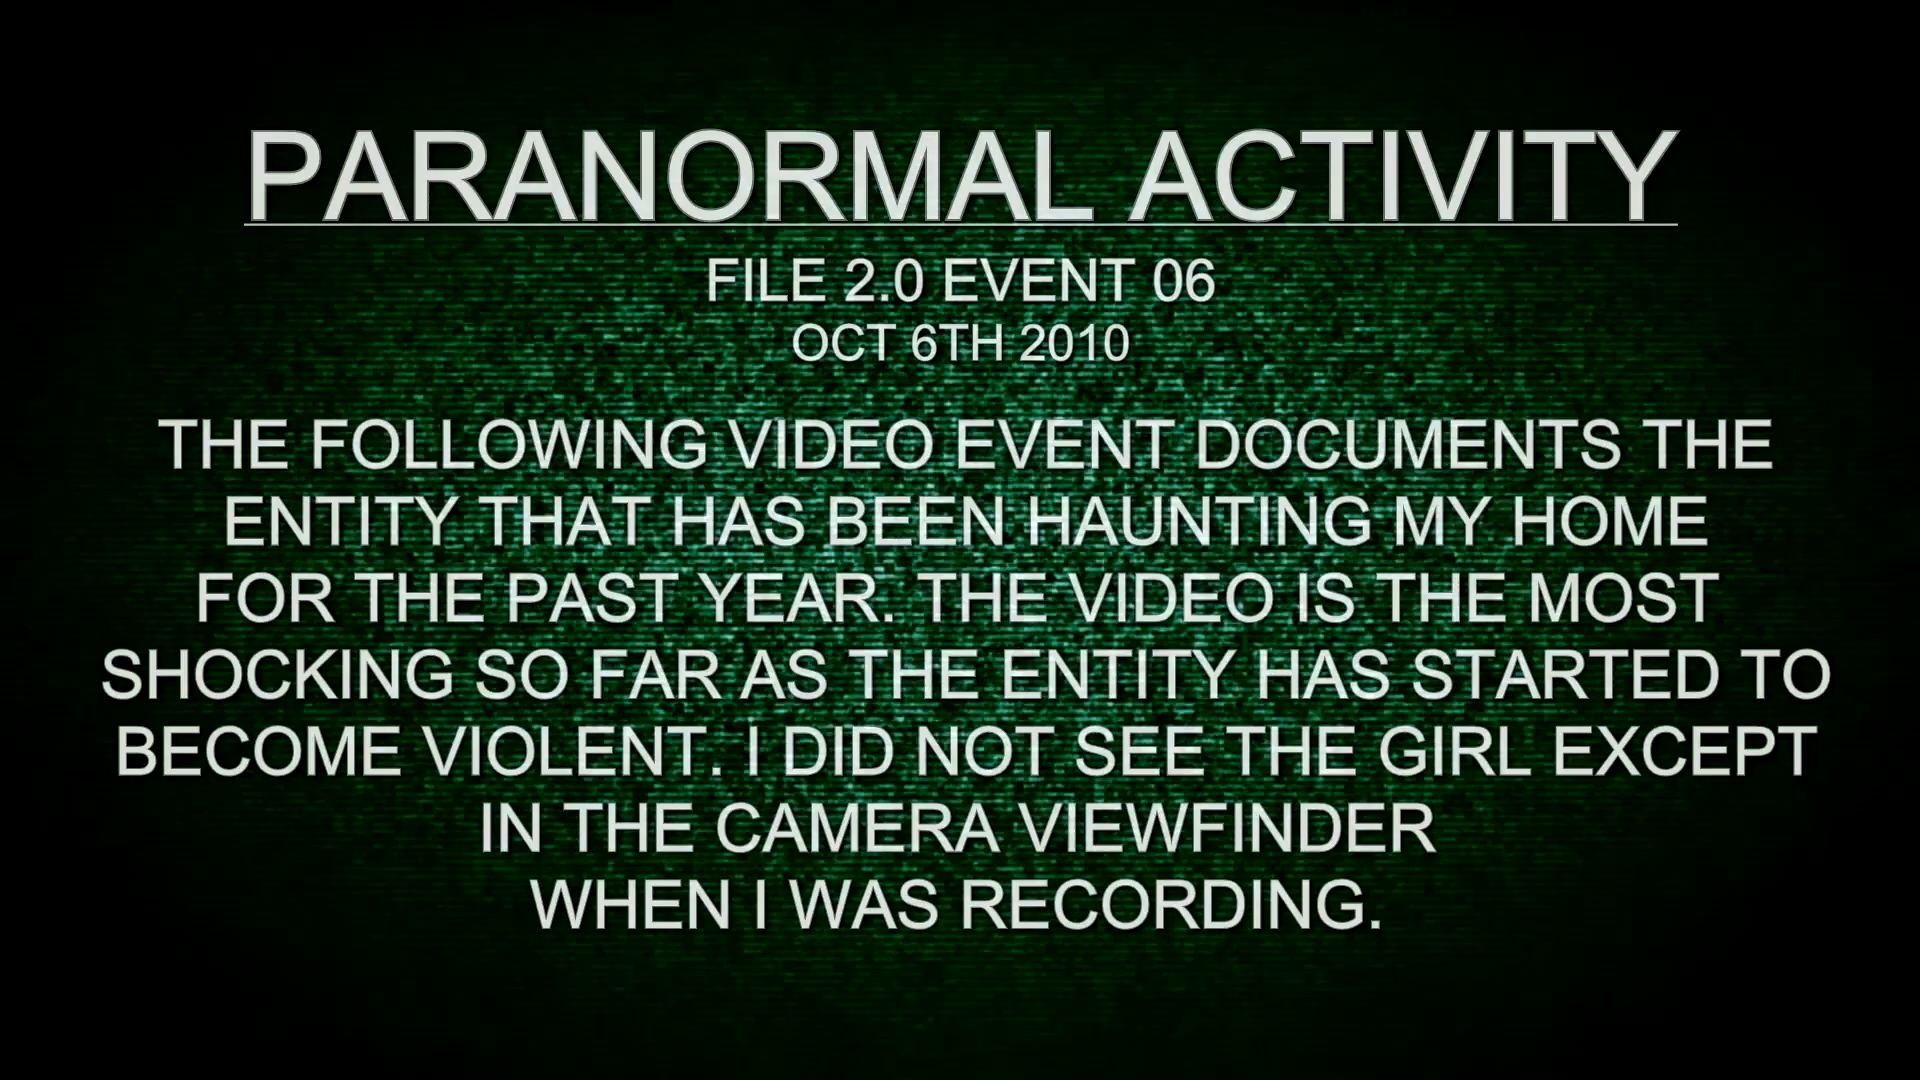 PARANORMAL ACTIVITY
FILE 2.0 EVENT 06
OCT 6TH 2010
THE FOLLOWING VIDEO EVENT DOCUMENTS THE
ENTITY THAT HAS BEEN HAUNTING MY HOME
FOR THE PAST YEAR. THE VIDEO IS THE MOST
SHOCKING SO FAR AS THE ENTITY HAS STARTED TO
BECOME VIOLENT. I DID NOT SEE THE GIRL EXCEPT
IN THE CAMERA VIEWFINDER
WHEN I WAS RECORDING.